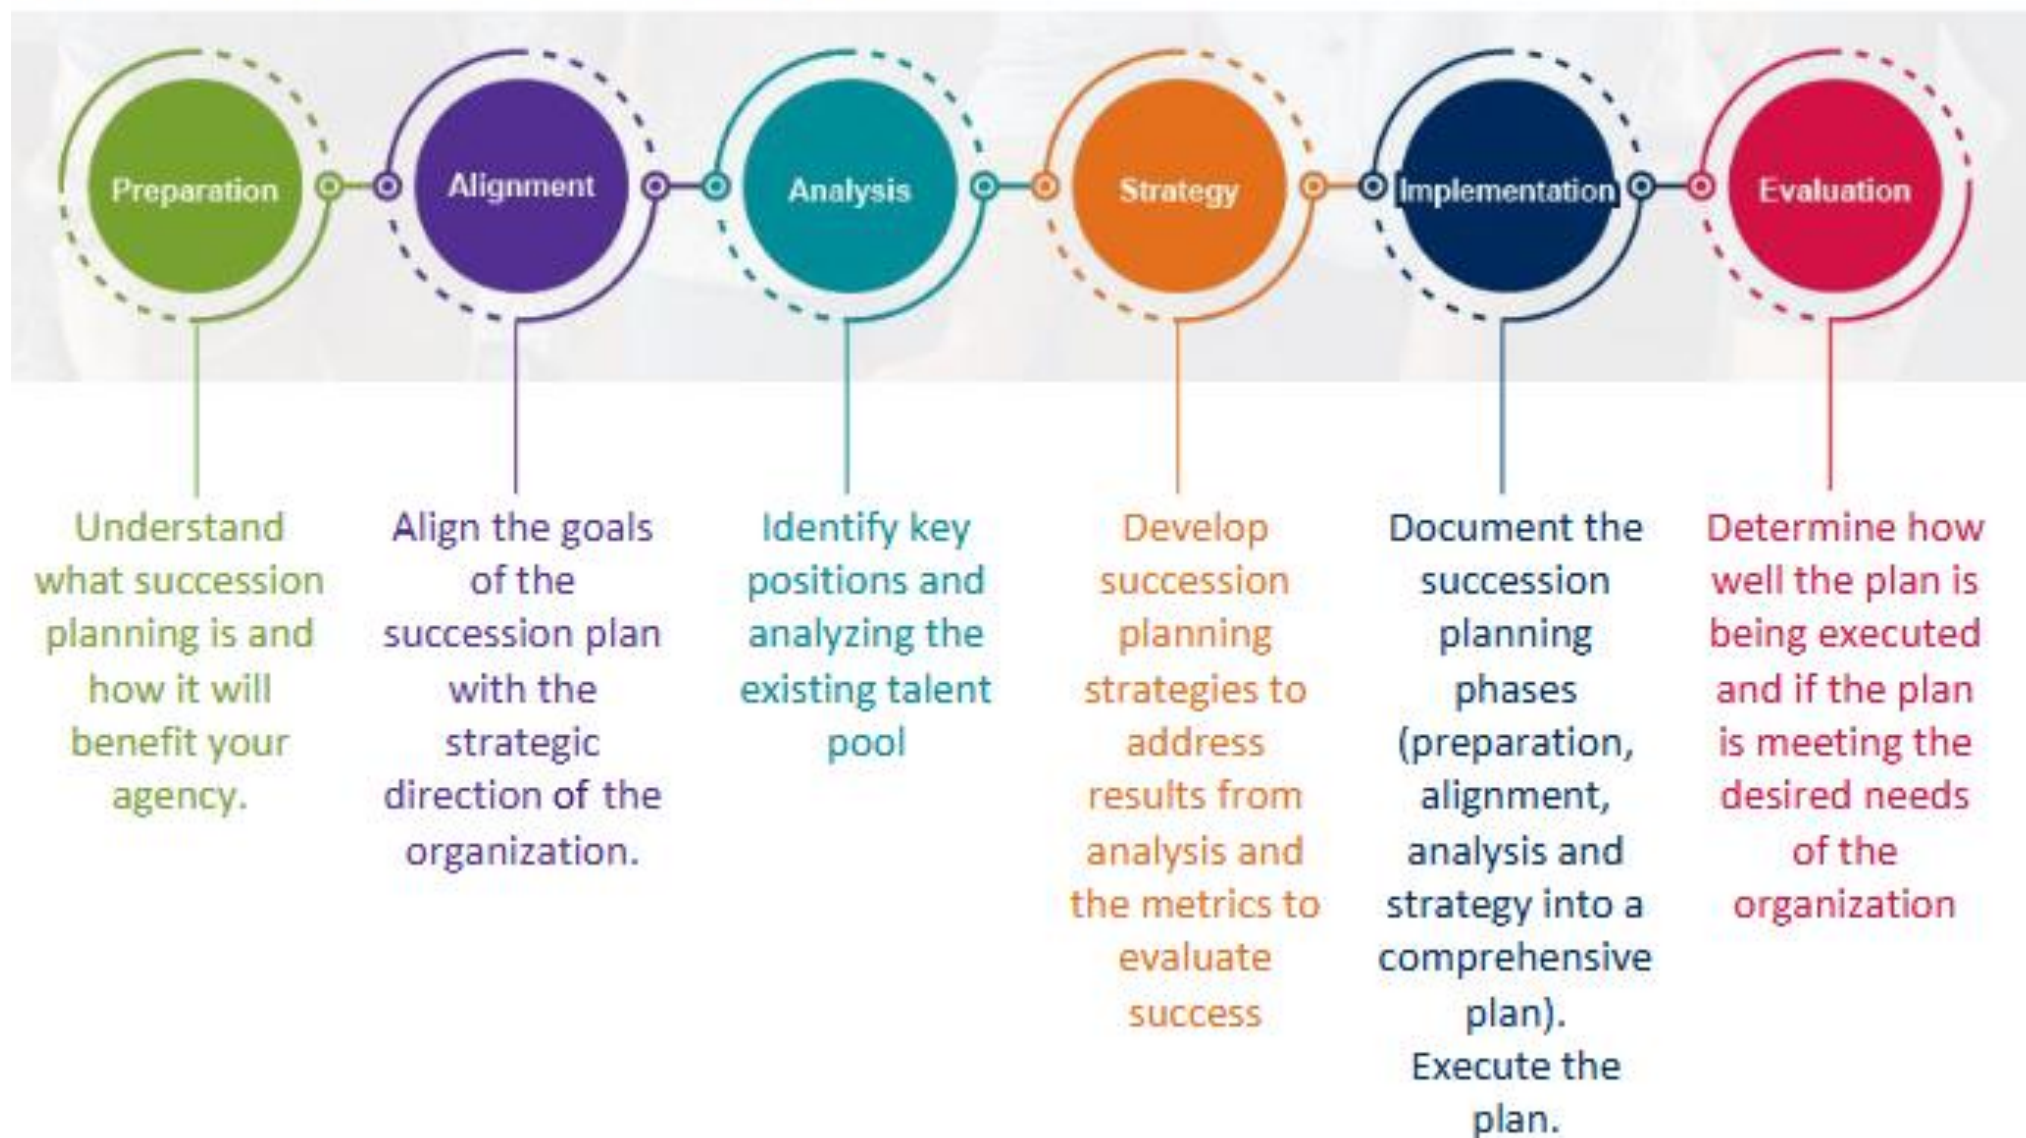 Preparation
Alignment
Analysis
Strategy
Implementation
Evaluation
Understand
what succession
planning is and
how it will
benefit your
agency.
Align the goals
of the
succession plan
with the
strategic
direction of the
organization.
Identify key
positions and
analyzing the
existing talent
pool
Develop
succession
planning
strategies to
address
results from
analysis and
the metrics to
evaluate
success
Document the
succession
planning
phases
(preparation,
alignment,
analysis and
strategy into a
comprehensive
plan).
Execute the
plan.
Determine how
well the plan is
being executed
and if the plan
is meeting the
desired needs
of the
organization